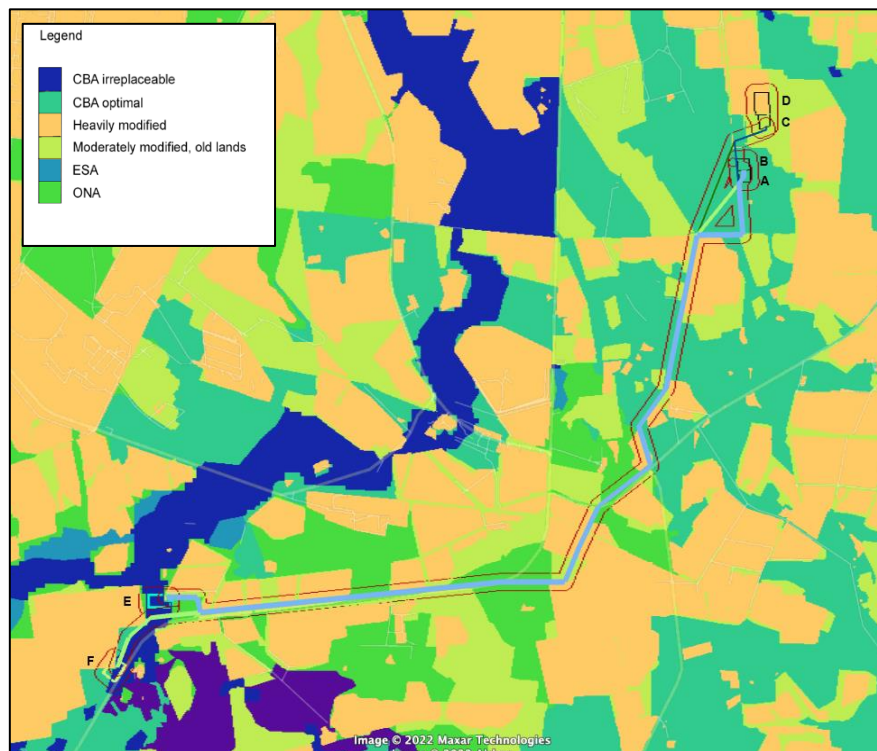 Legend
CBA irreplaceable
CBA optimal
Heavily modified
Moderately modified, old lands
ESA
ONA
D
C
B
A
E
F
Image © 2022 Maxar Technologies